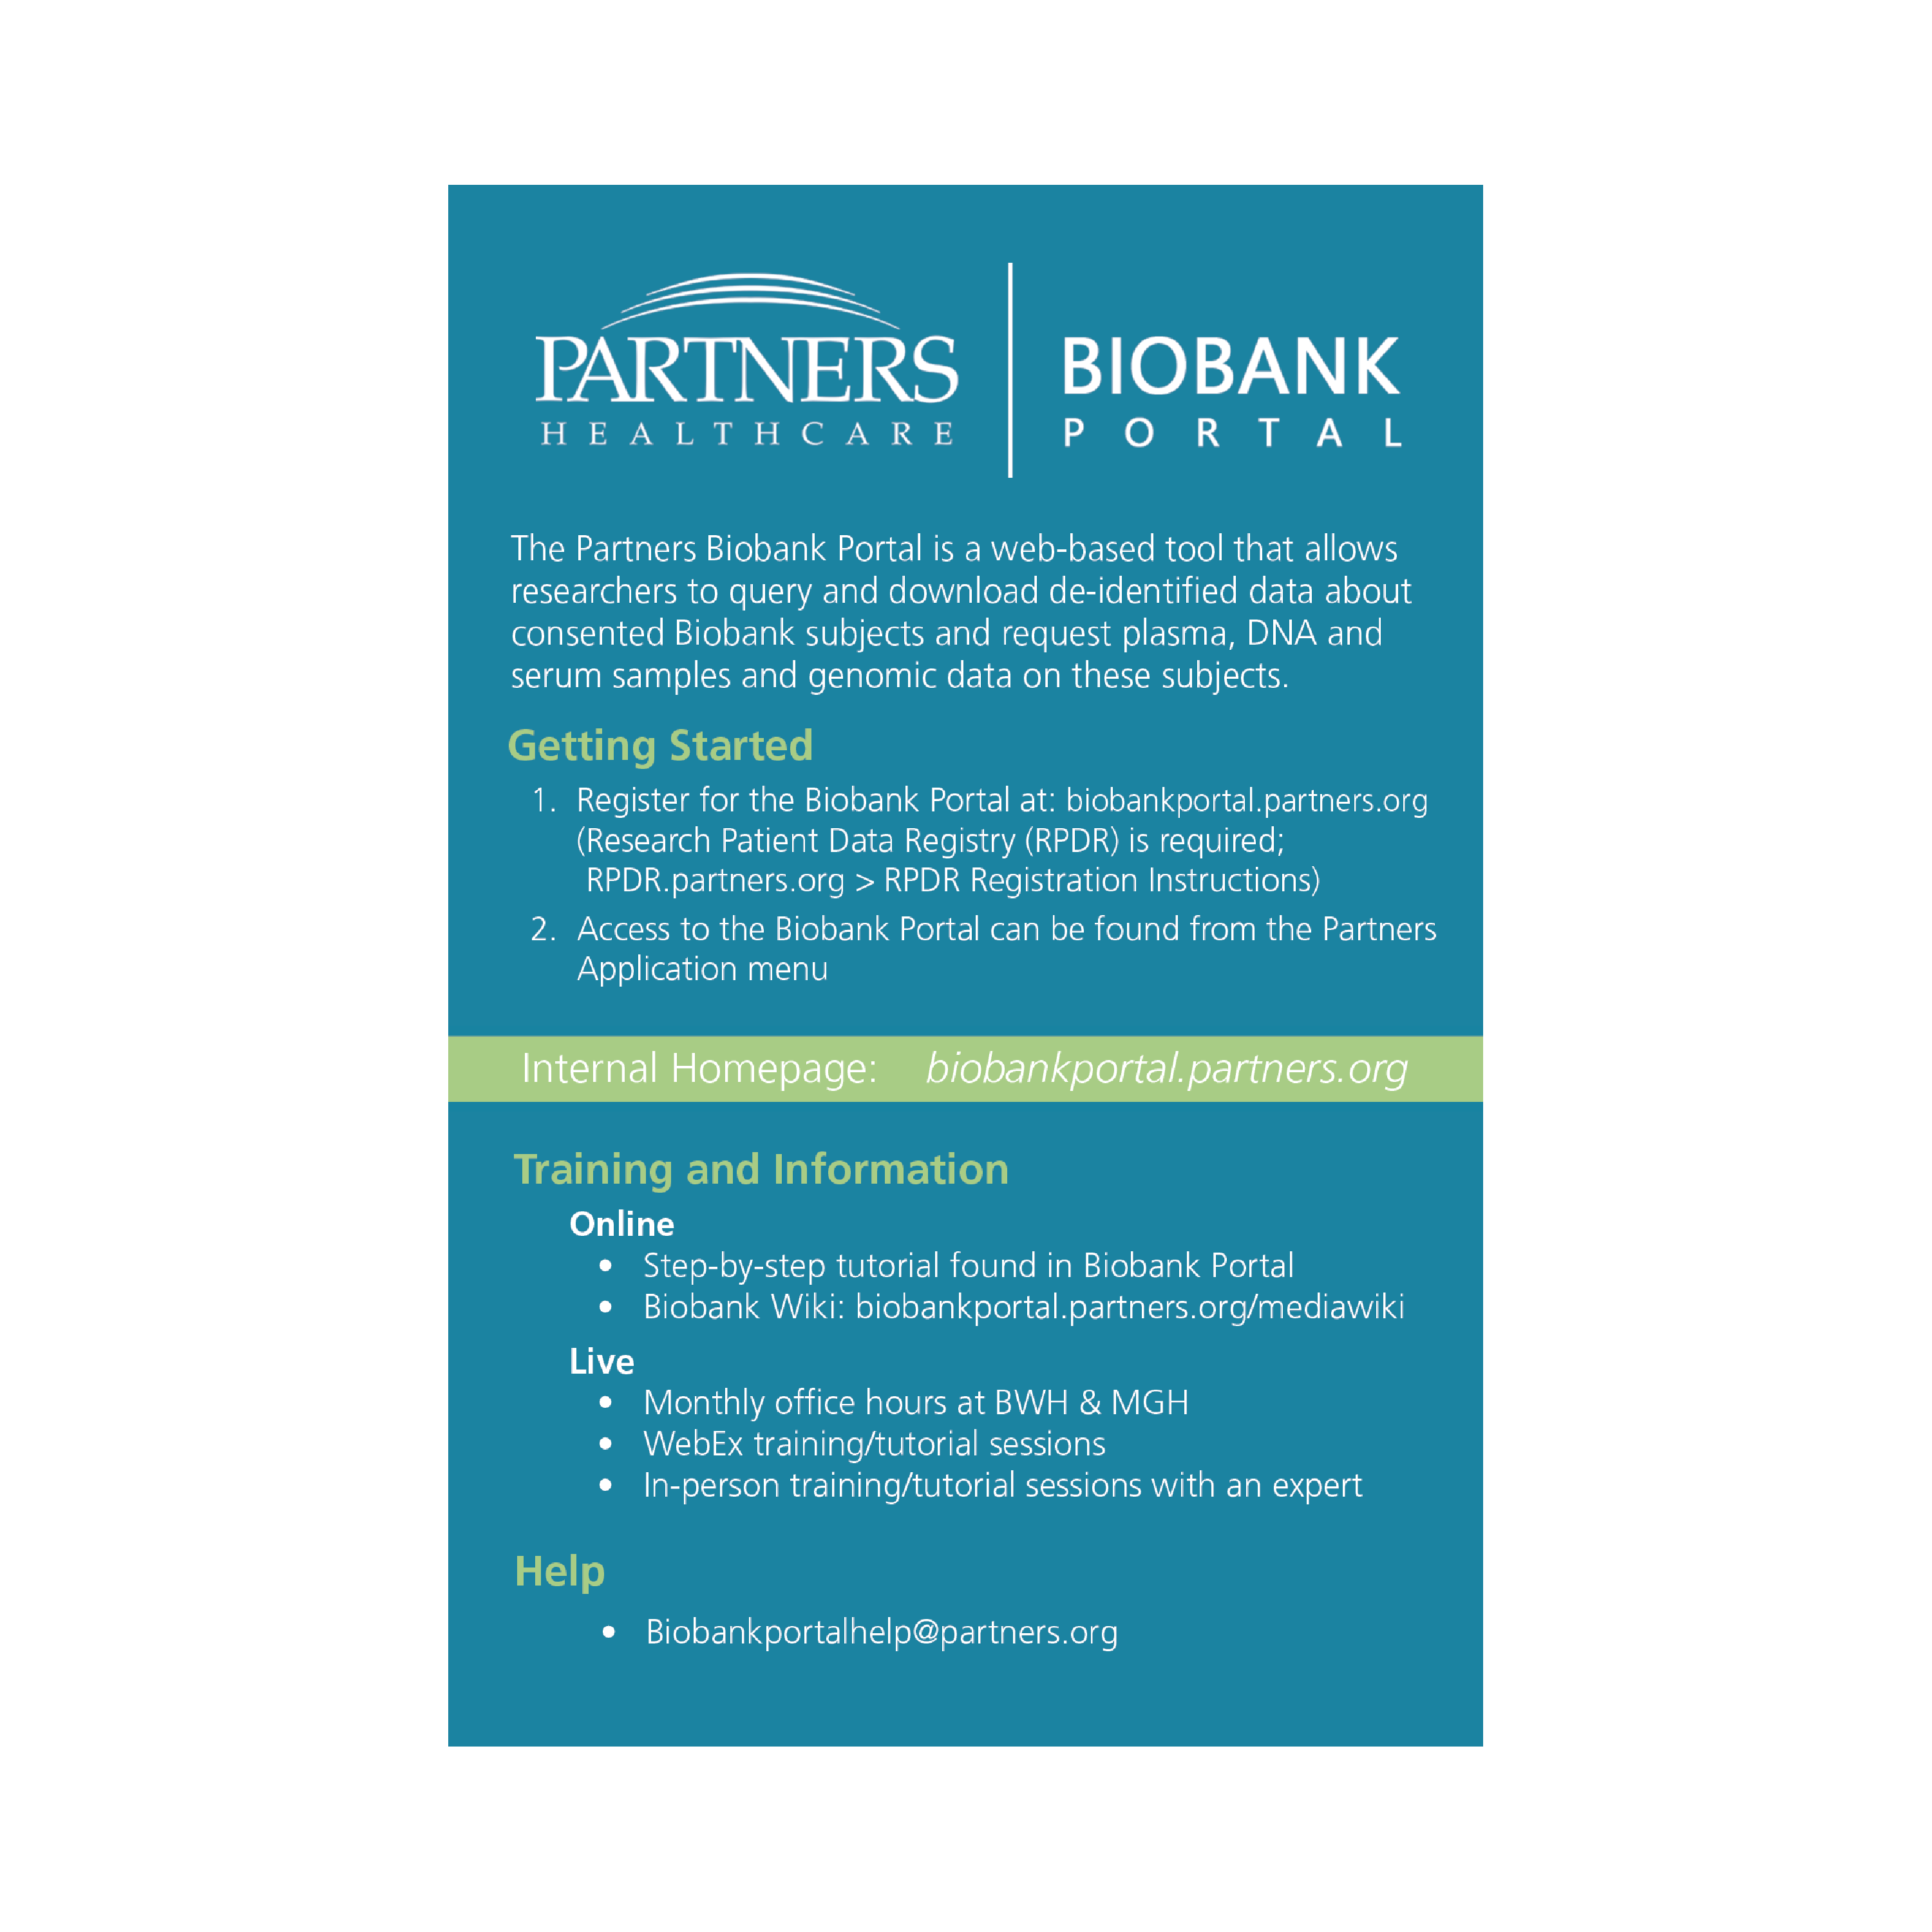 PARTNERS
HEALTHCARE
BIOBANK
PORTAL
The Partners Biobank Portal is a web-based tool that allows
researchers to query and download de-identified data about
consented Biobank subjects and request plasma, DNA and
serum samples and genomic data on these subjects.
Getting Started
1. Register for the Biobank Portal at: biobankportal.partners.org
(Research Patient Data Registry (RPDR) is required;
RPDR.partners.org > RPDR Registration Instructions)
2. Access to the Biobank Portal can be found from the Partners
Application menu
Internal Homepage: biobankportal.partners.org
Training and Information
Online
• Step-by-step tutorial found in Biobank Portal
• Biobank Wiki: biobankportal.partners.org/mediawiki
Live
• Monthly office hours at BWH & MGH
• WebEx training/tutorial sessions
• In-person training/tutorial sessions with an expert
Help
• Biobankportalhelp@partners.org